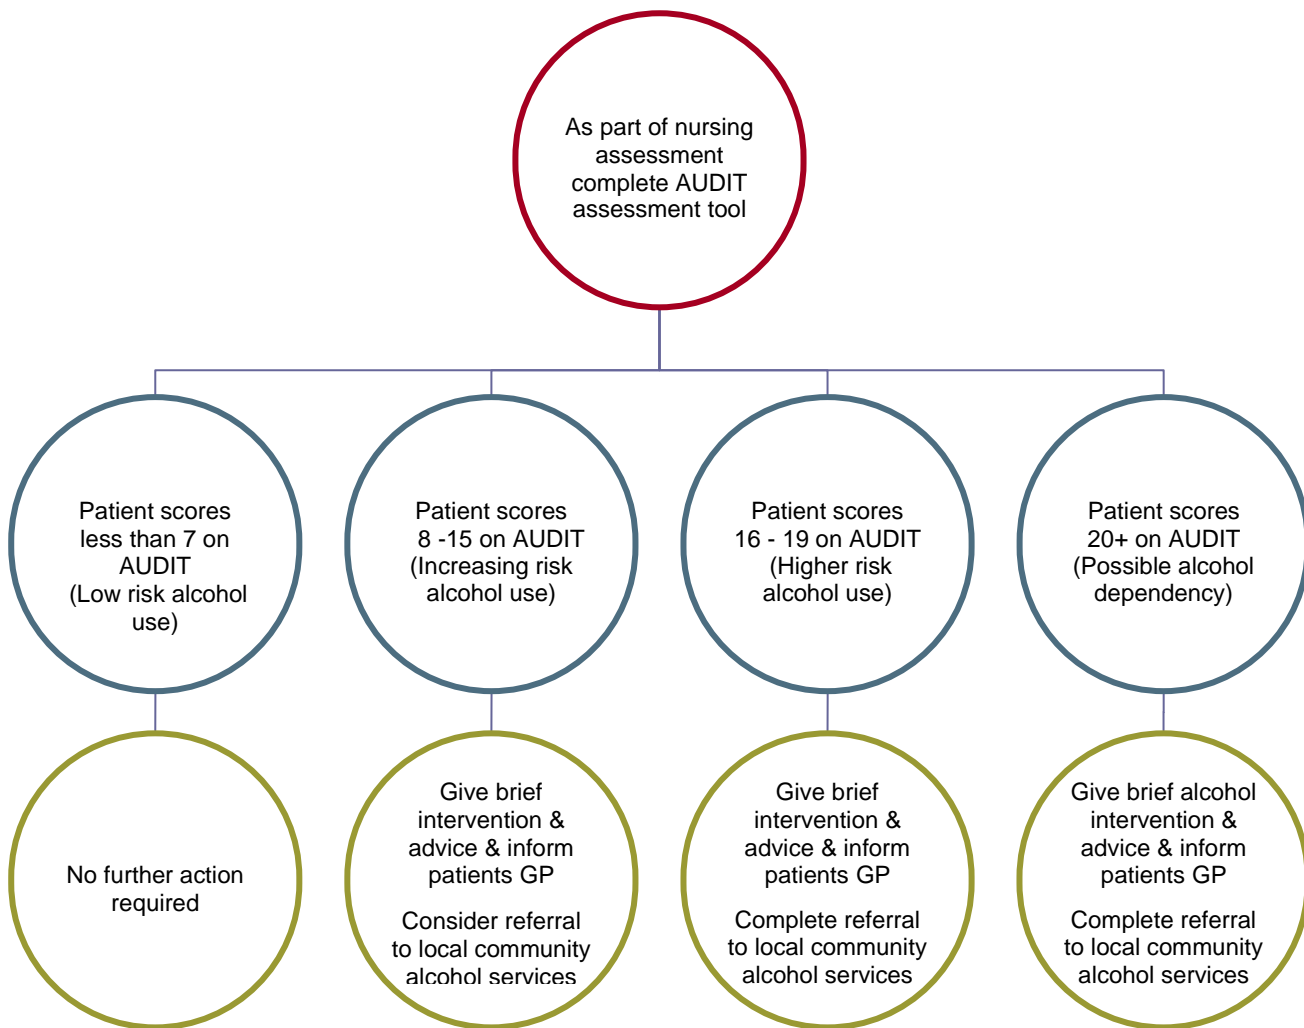 As part of nursing
assessment
complete AUDIT
assessment tool
Patient scores
less than 7 on
AUDIT
(Low risk alcohol
use)
Patient scores
8 -15 on AUDIT
(Increasing risk
alcohol use)
Patient scores
16 - 19 on AUDIT
(Higher risk
alcohol use)
Patient scores
20+ on AUDIT
(Possible alcohol
dependency)
No further action
required
Give brief
intervention &
advice & inform
patients GP
Consider referral
to local community
alcohol services
Give brief
intervention &
advice & inform
patients GP
Complete referral
to local community
alcohol services
Give brief alcohol
intervention &
advice & inform
patients GP
Complete referral
to local community
alcohol services